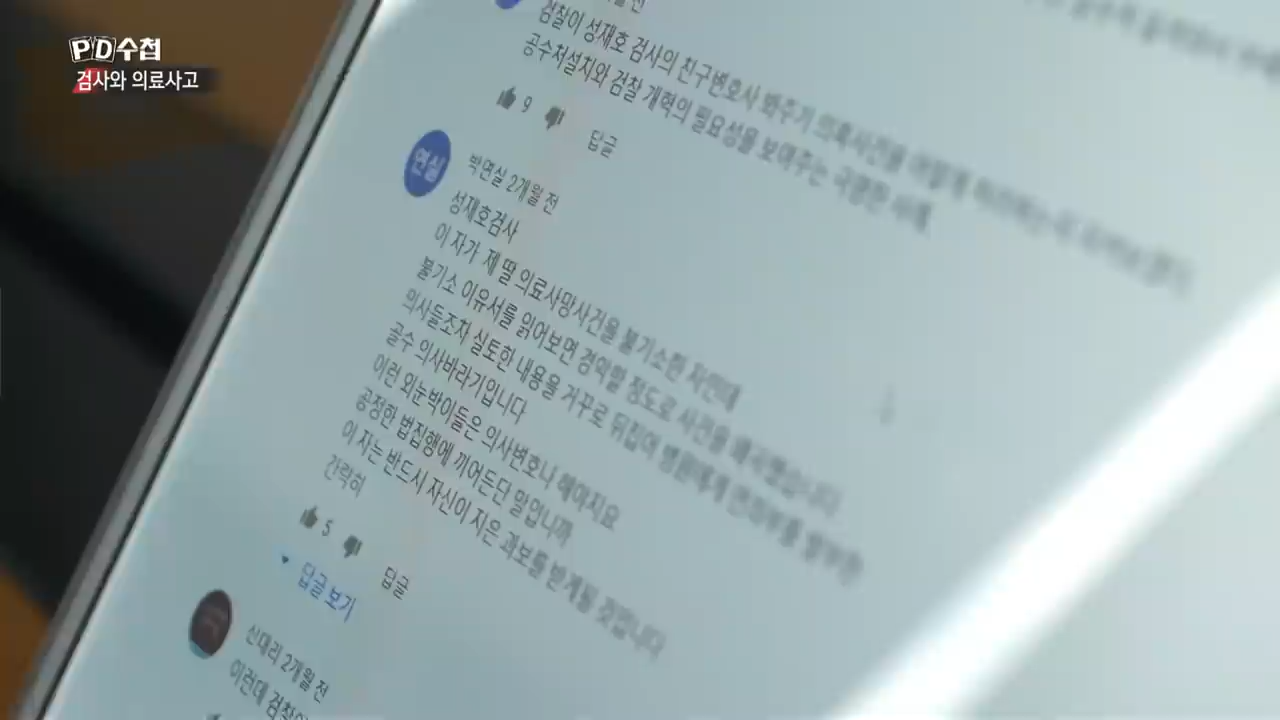 PD수첩
검사와 의료사고
전
검찰이 성재호 검사의 친구변호사 봐주기 의혹사건을 어떻게
공수처설치와 검찰 개혁의 필요성을 보여주는 극명한 사례.
9 답글
연실
박연실 2개월 전
성재호검사
이 자가 제 딸 의료사망사건을 불기소한 자인데
불기소 이유서를 읽어보면 경악할 정도로 사건을 왜곡했습니다
의사들조차 실토한 내용을 거꾸로 뒤집어 병원에게 면죄부를 발부한
골수 의사바라기입니다
이런 외눈박이들은 의사변호나 해야지요
공정한 법집행에 끼어든단 말입니까
이 자는 반드시 자신이 지은 과보를 받게될 것입니다
간략히
5 답글
답글 보기
신대리 2개월 전
이런데 검찰이